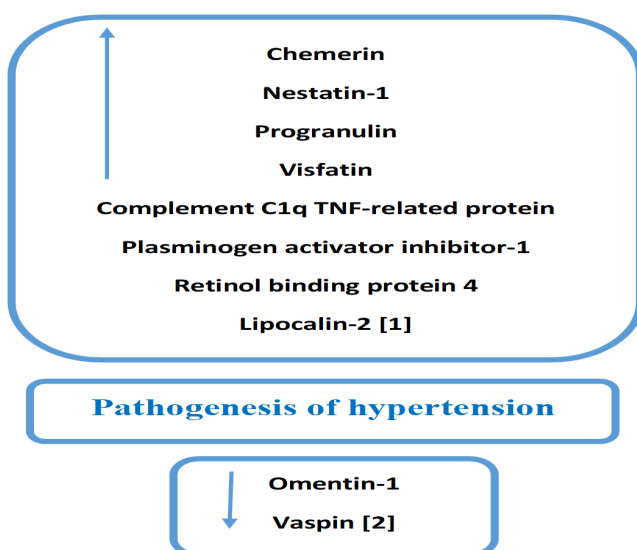 Chemerin
Nestatin-1
Progranulin
Visfatin
Complement C1q TNF-related protein
Plasminogen activator inhibitor-1
Retinol binding protein 4
Lipocalin-2 [1]
Pathogenesis of hypertension
Omentin-1
Vaspin [2]